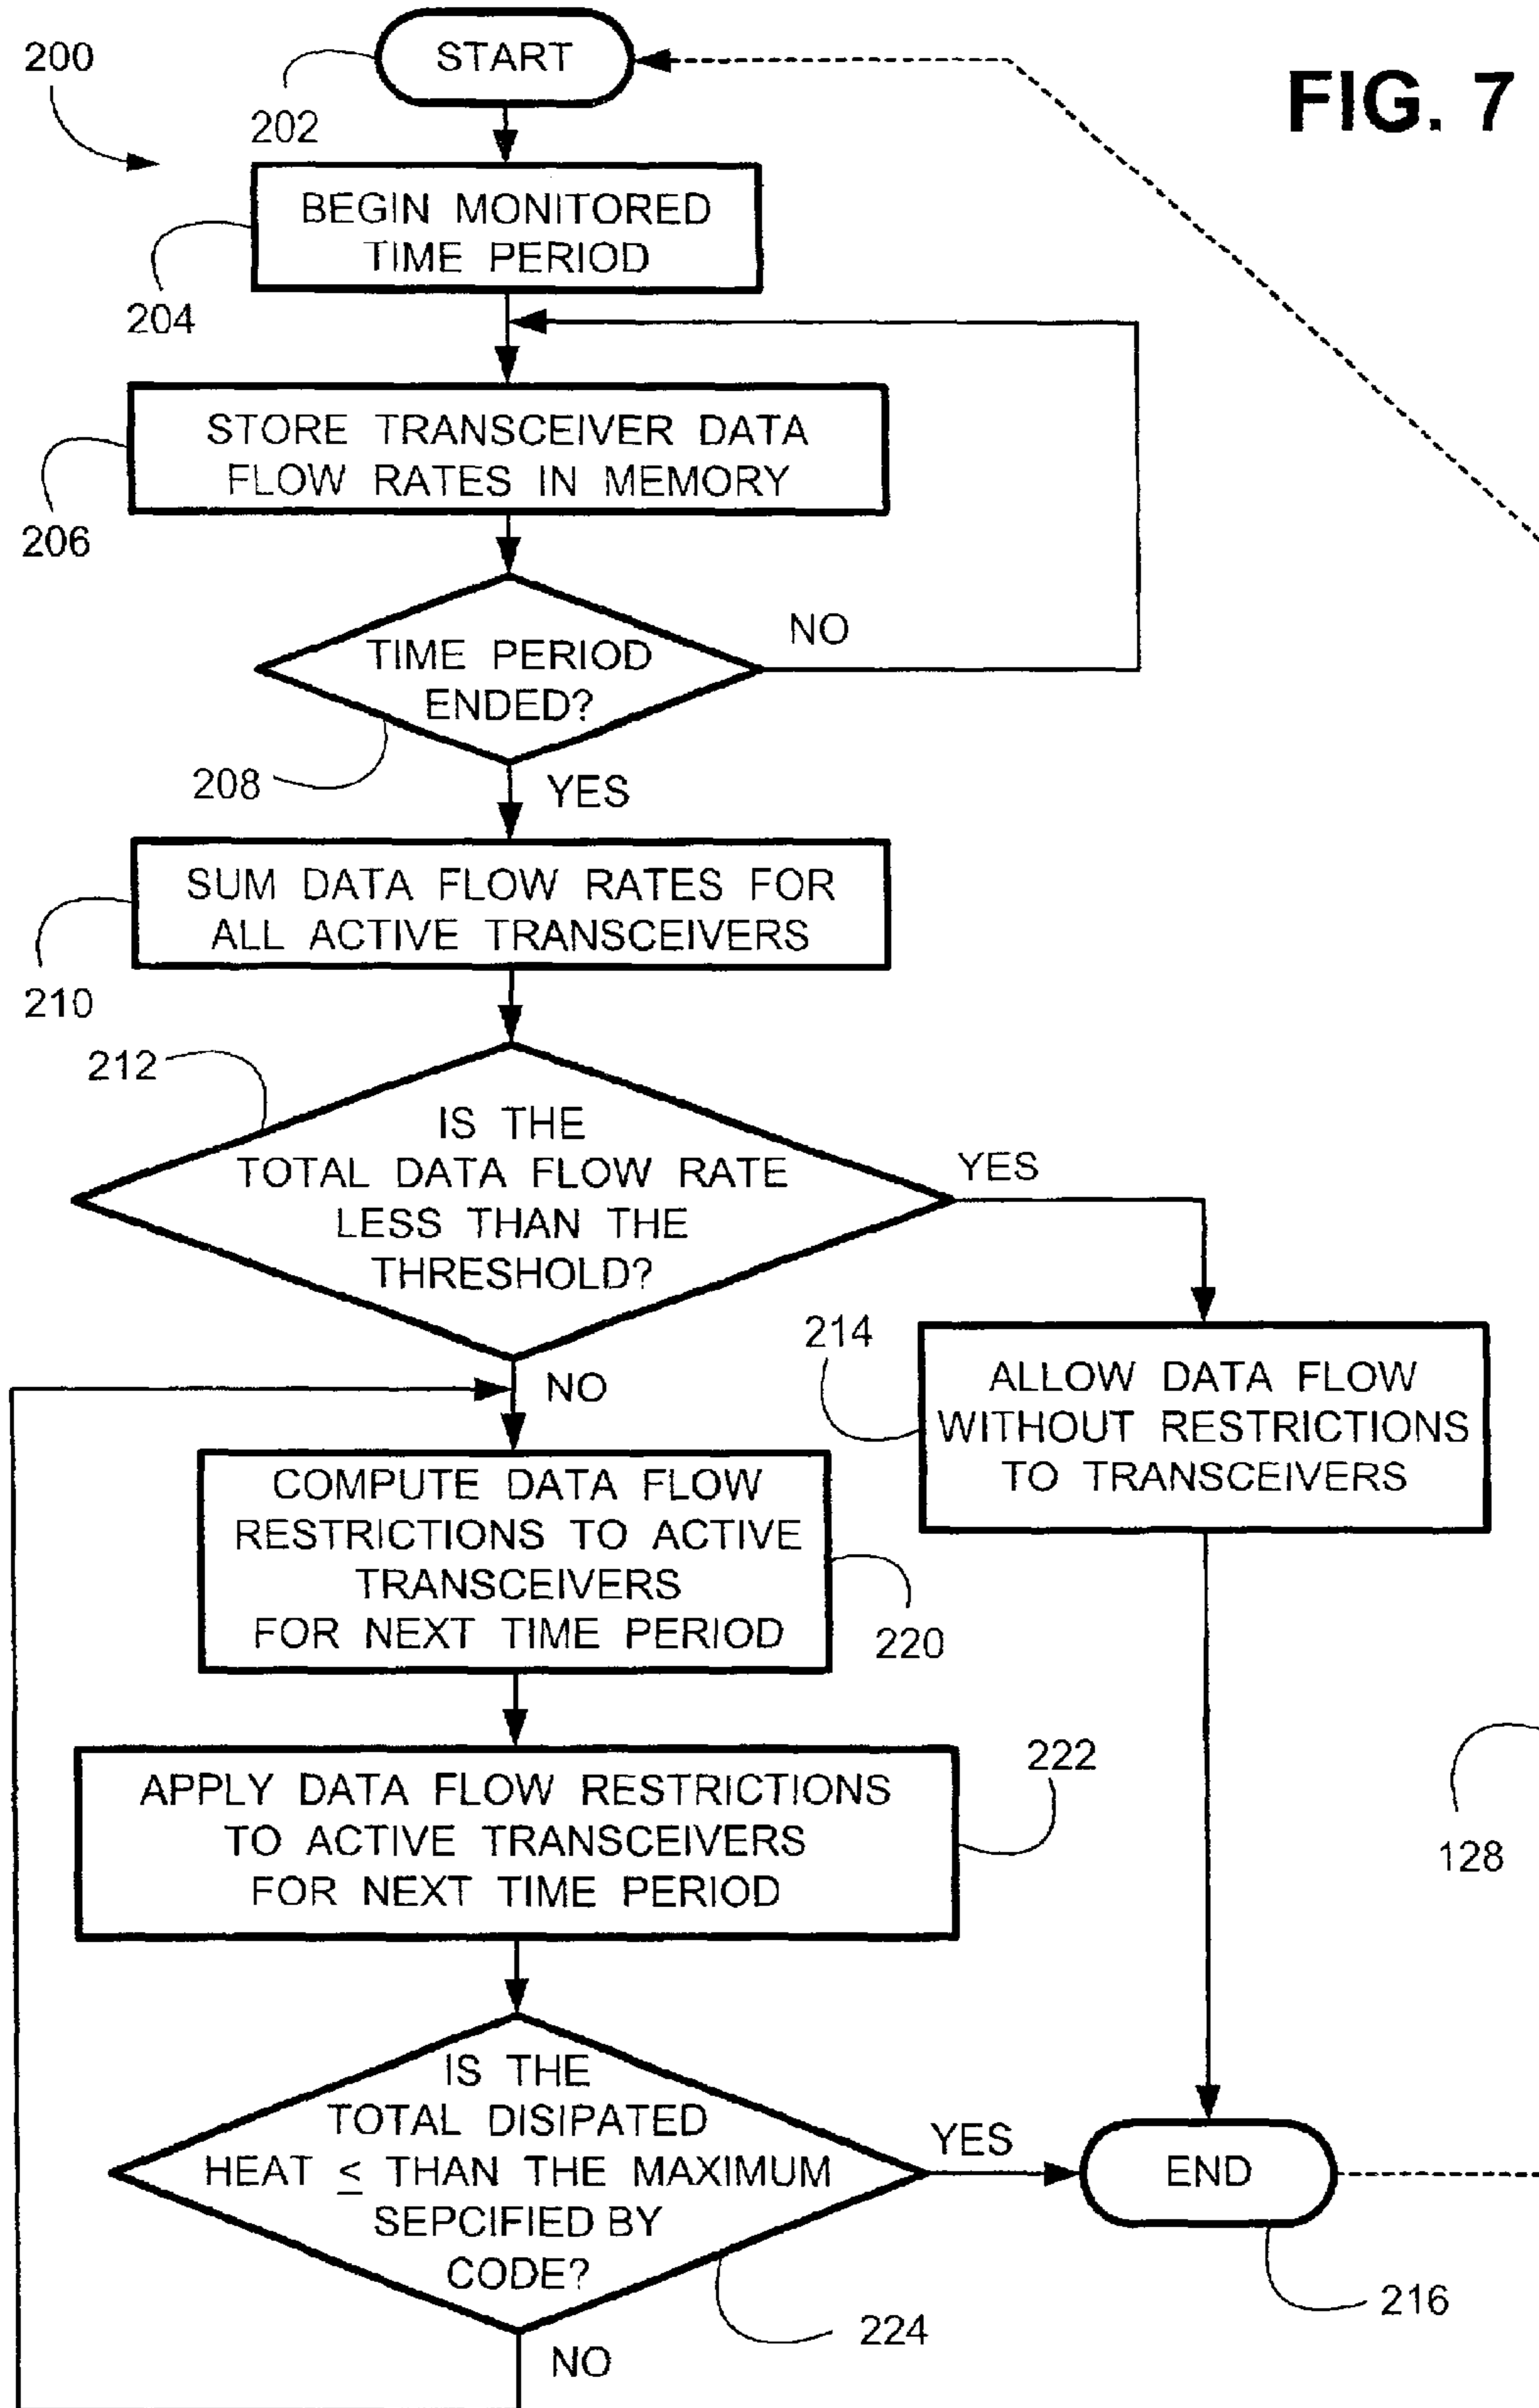 200
START
FIG. 7
202
BEGIN MONITORED
TIME PERIOD
204
STORE TRANSCEIVER DATA
FLOW RATES IN MEMORY
206
TIME PERIOD
ENDED?
NO
208
YES
SUM DATA FLOW RATES FOR
ALL ACTIVE TRANSCEIVERS
210
212
IS THE
TOTAL DATA FLOW RATE
LESS THAN THE
THRESHOLD?
YES
NO
214
ALLOW DATA FLOW
WITHOUT RESTRICTIONS
TO TRANSCEIVERS
COMPUTE DATA FLOW
RESTRICTIONS TO ACTIVE
TRANSCEIVERS
FOR NEXT TIME PERIOD
220
APPLY DATA FLOW RESTRICTIONS
TO ACTIVE TRANSCEIVERS
FOR NEXT TIME PERIOD
222
128
IS THE
TOTAL DISIPATED
HEAT ≤ THAN THE MAXIMUM
SEPCIFIED BY
CODE?
YES
END
216
224
NO